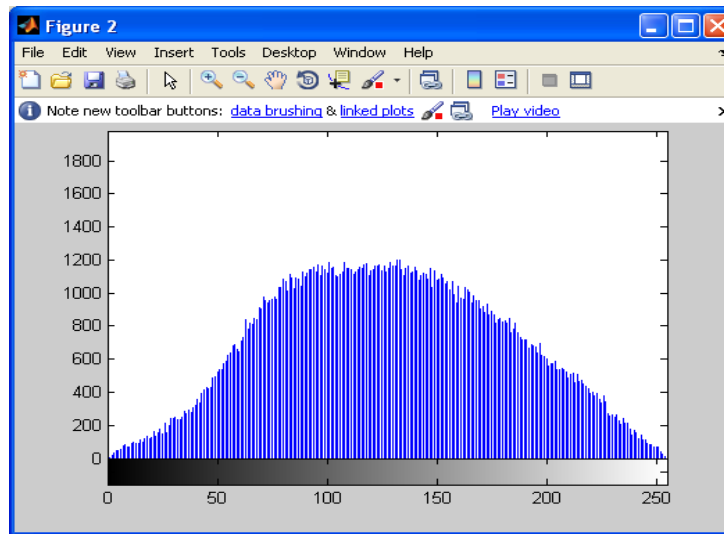 Figure 2
File Edit View Insert Tools Desktop Window Help
Note new toolbar buttons: data brushing & linked plots Play video
1800
1600
1400
1200
1000
800
600
400
200
0
0 50 100 150 200 250